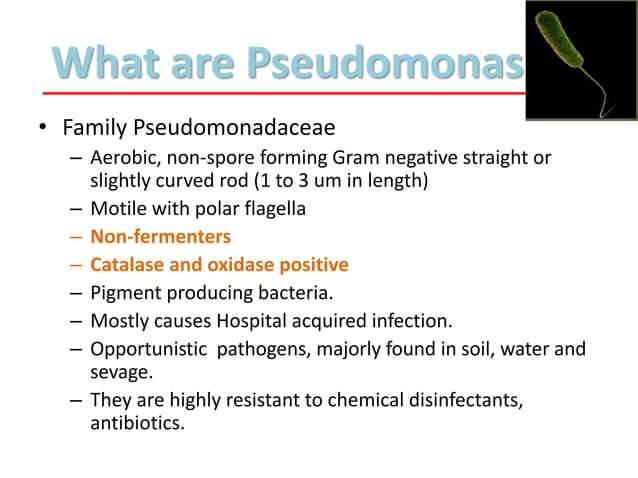 What are Pseudomonas
• Family Pseudomonadaceae
– Aerobic, non-spore forming Gram negative straight or
slightly curved rod (1 to 3 um in length)
– Motile with polar flagella
– Non-fermenters
– Catalase and oxidase positive
– Pigment producing bacteria.
– Mostly causes Hospital acquired infection.
– Opportunistic  pathogens, majorly found in soil, water and
sevage.
– They are highly resistant to chemical disinfectants,
antibiotics.